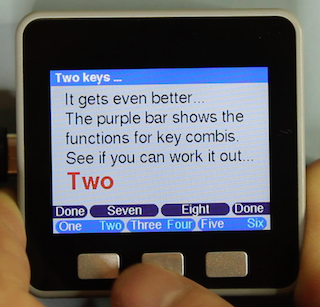 Two keys ...
It gets even better...
The purple bar shows the
functions for key combis.
See if you can work it out...
Two
Done Seven Eight Done
One Two Three Four Five Six